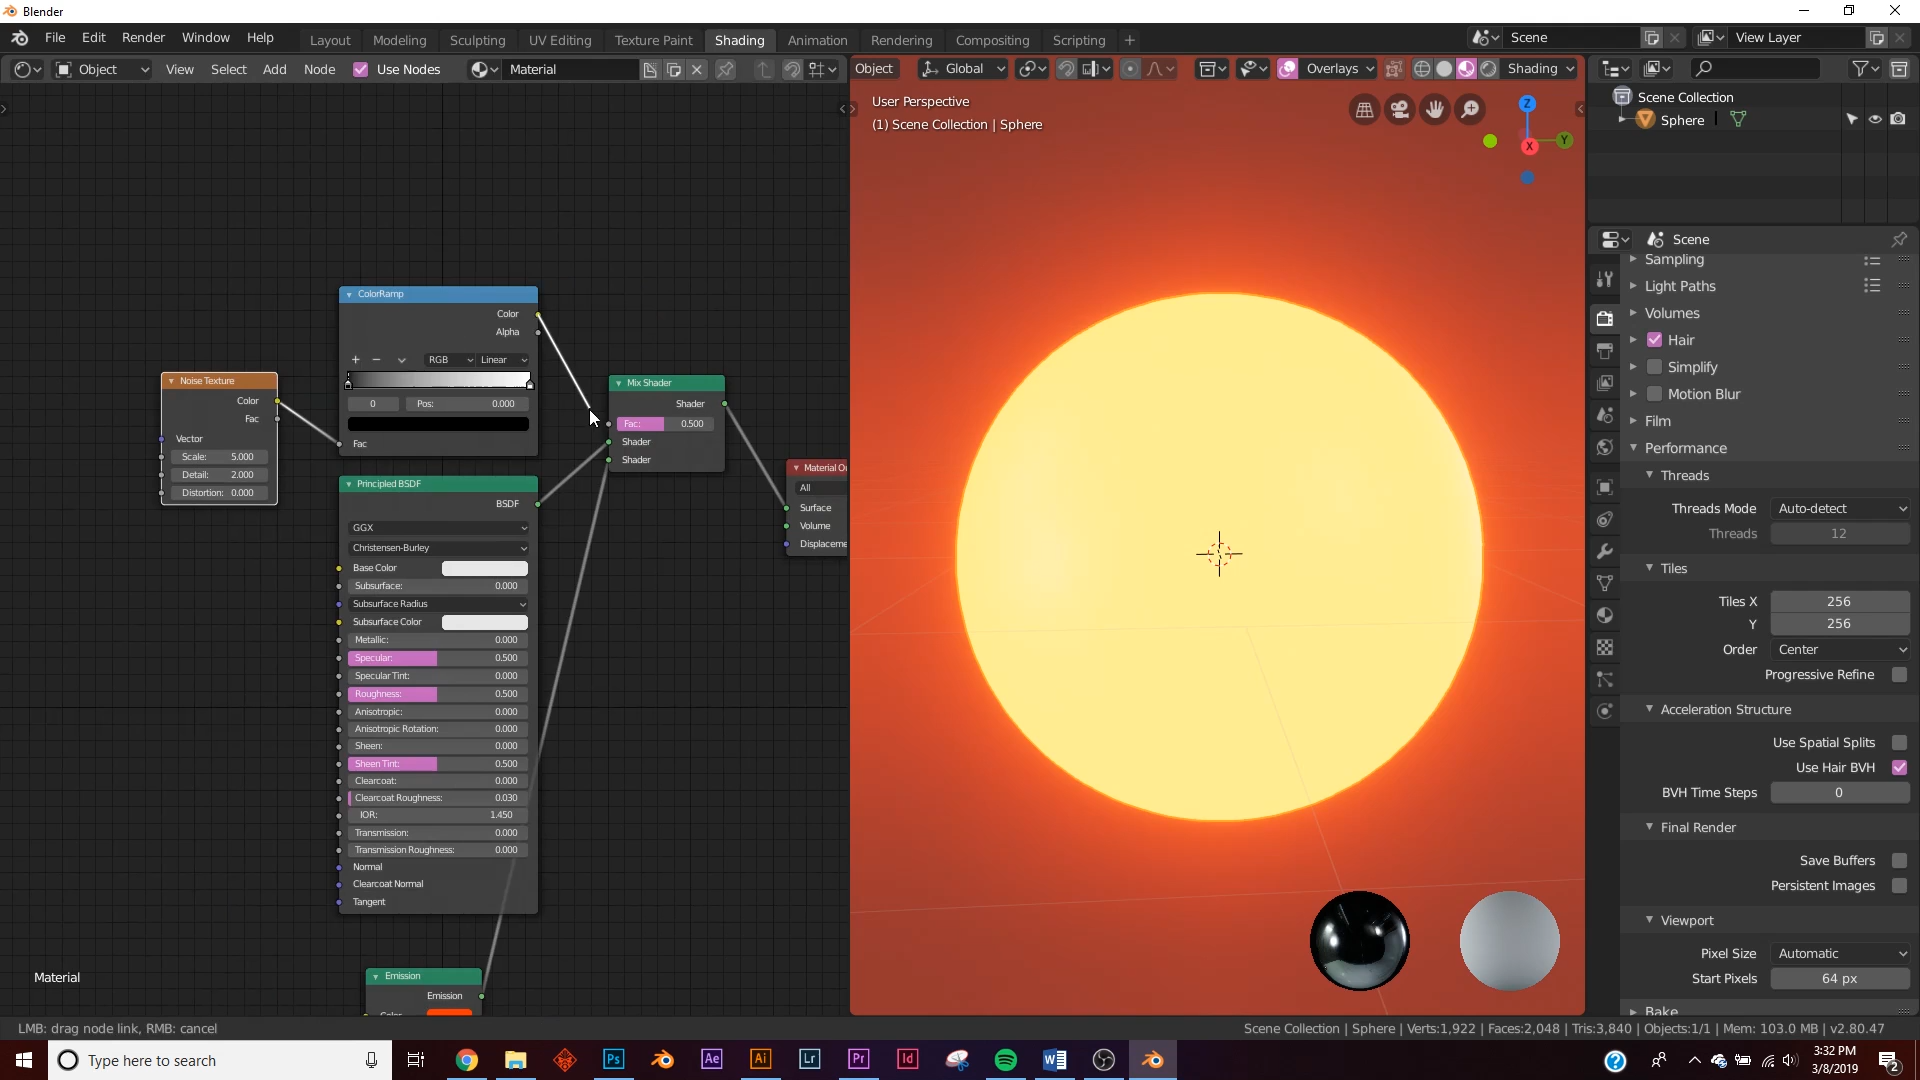 Blender
File Edit Render Window Help Layout Modeling Sculpting UV Editing Texture Paint Shading Animation Rendering Compositing Scripting + Scene View Layer
Object View Select Add Node Use Nodes Material
Object Global Overlays Shading
User Perspective
(1) Scene Collection | Sphere
Z
Y
X
Scene Collection
Sphere
Scene
Sampling
Light Paths
Volumes
Hair
Simplify
Motion Blur
Film
Performance
Threads
Threads Mode Auto-detect
Threads 12
Tiles
Tiles X 256
Y 256
Order Center
Progressive Refine
Acceleration Structure
Use Spatial Splits
Use Hair BVH
BVH Time Steps 0
Final Render
Save Buffers
Persistent Images
Viewport
Pixel Size Automatic
Start Pixels 64 px
Bake
Noise Texture
Color
Fac
Vector
Scale: 5.000
Detail: 2.000
Distortion: 0.000
ColorRamp
Color
Alpha
+ − RGB Linear
0 Pos: 0.000
Fac
Principled BSDF
BSDF
GGX
Christensen-Burley
Base Color
Subsurface: 0.000
Subsurface Radius
Subsurface Color
Metallic: 0.000
Specular: 0.500
Specular Tint: 0.000
Roughness: 0.500
Anisotropic: 0.000
Anisotropic Rotation: 0.000
Sheen: 0.000
Sheen Tint: 0.500
Clearcoat: 0.000
Clearcoat Roughness: 0.030
IOR: 1.450
Transmission: 0.000
Transmission Roughness: 0.000
Normal
Clearcoat Normal
Tangent
Mix Shader
Shader
Fac: 0.500
Shader
Shader
Material Ou
All
Surface
Volume
Displaceme
Emission
Emission
Color
Material
LMB: drag node link, RMB: cancel
Scene Collection | Sphere | Verts:1,922 | Faces:2,048 | Tris:3,840 | Objects:1/1 | Mem: 103.0 MB | v2.80.47
Type here to search
Ps Ae Ai Lr Pr Id
3:32 PM
3/8/2019
2